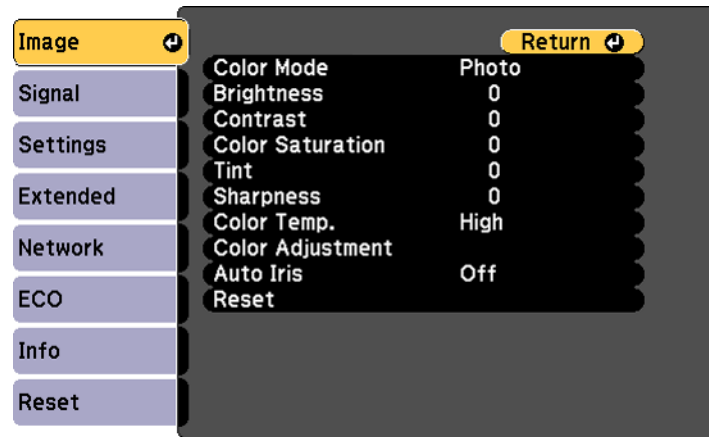 Image
Signal
Settings
Extended
Network
ECO
Info
Reset
Return
Color Mode Photo
Brightness 0
Contrast 0
Color Saturation 0
Tint 0
Sharpness 0
Color Temp. High
Color Adjustment
Auto Iris Off
Reset